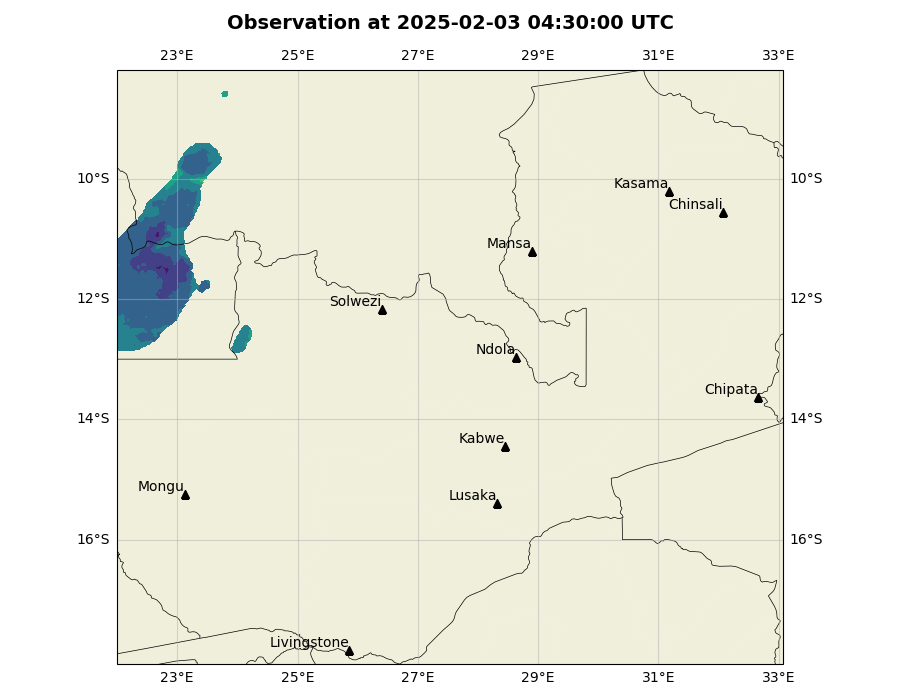 Observation at 2025-02-03 04:30:00 UTC
23°E 25°E 27°E 29°E 31°E 33°E
10°S 10°S
Kasama
Chinsali
Mansa
12°S 12°S
Solwezi
Ndola
Chipata
14°S 14°S
Kabwe
Mongu
Lusaka
16°S 16°S
Livingstone
23°E 25°E 27°E 29°E 31°E 33°E